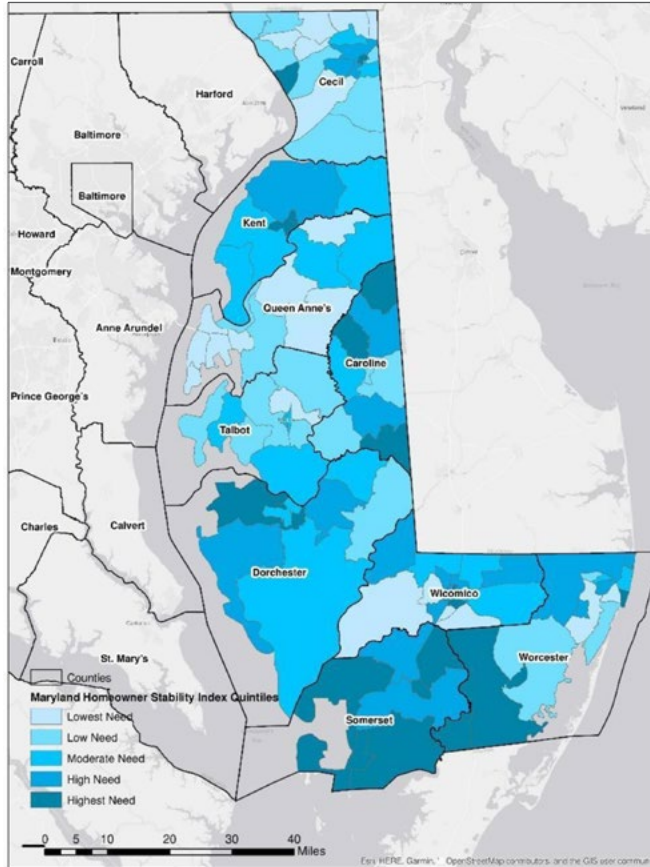 Carroll
Harford
Cecil
Baltimore
Baltimore
Howard
Kent
Montgomery
Queen Anne's
Anne Arundel
Caroline
Prince George's
Talbot
Charles
Calvert
Dorchester
Wicomico
St. Mary's
Worcester
Somerset
Counties
Maryland Homeowner Stability Index Quintiles
Lowest Need
Low Need
Moderate Need
High Need
Highest Need
0 5 10 20 30 40
Miles
Esri, HERE, Garmin, OpenStreetMap contributors, and the GIS user commun